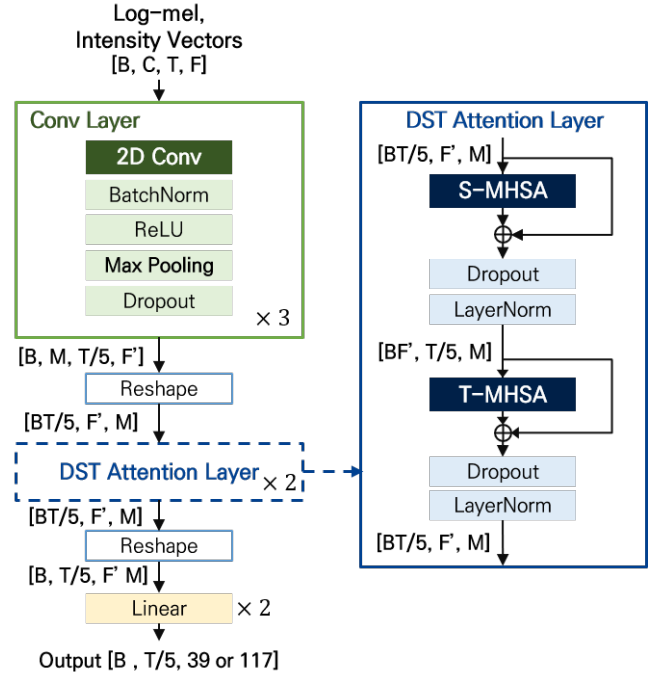 Log-mel,
Intensity Vectors
[B, C, T, F]
Conv Layer
2D Conv
BatchNorm
ReLU
Max Pooling
Dropout
× 3
[B, M, T/5, F']
Reshape
[BT/5, F', M]
DST Attention Layer × 2
[BT/5, F', M]
Reshape
[B, T/5, F' M]
Linear × 2
Output [B , T/5, 39 or 117]
DST Attention Layer
[BT/5, F', M]
S-MHSA
Dropout
LayerNorm
[BF', T/5, M]
T-MHSA
Dropout
LayerNorm
[BT/5, F', M]